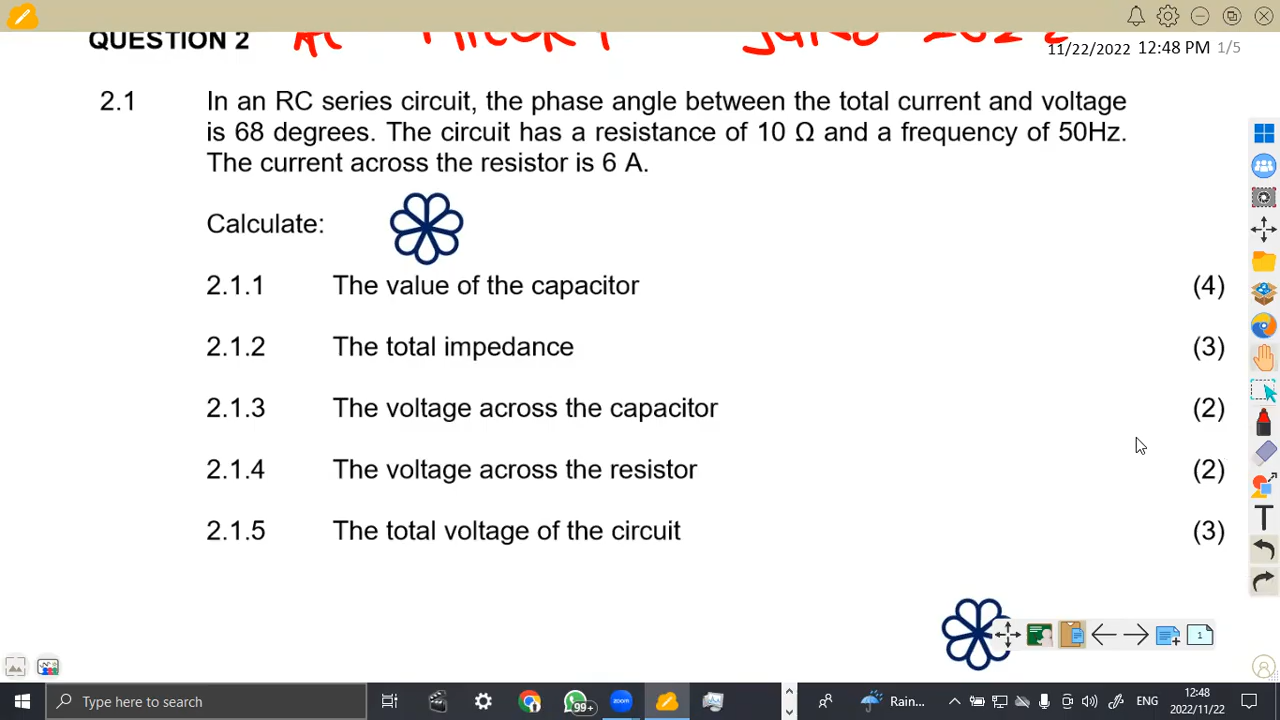 QUESTION 2
11/22/2022 12:48 PM 1/5
2.1 In an RC series circuit, the phase angle between the total current and voltage
is 68 degrees. The circuit has a resistance of 10 Ω and a frequency of 50Hz.
The current across the resistor is 6 A.
Calculate:
2.1.1 The value of the capacitor (4)
2.1.2 The total impedance (3)
2.1.3 The voltage across the capacitor (2)
2.1.4 The voltage across the resistor (2)
2.1.5 The total voltage of the circuit (3)
1
Type here to search
99+
zoom
Rain...
ENG
12:48
2022/11/22